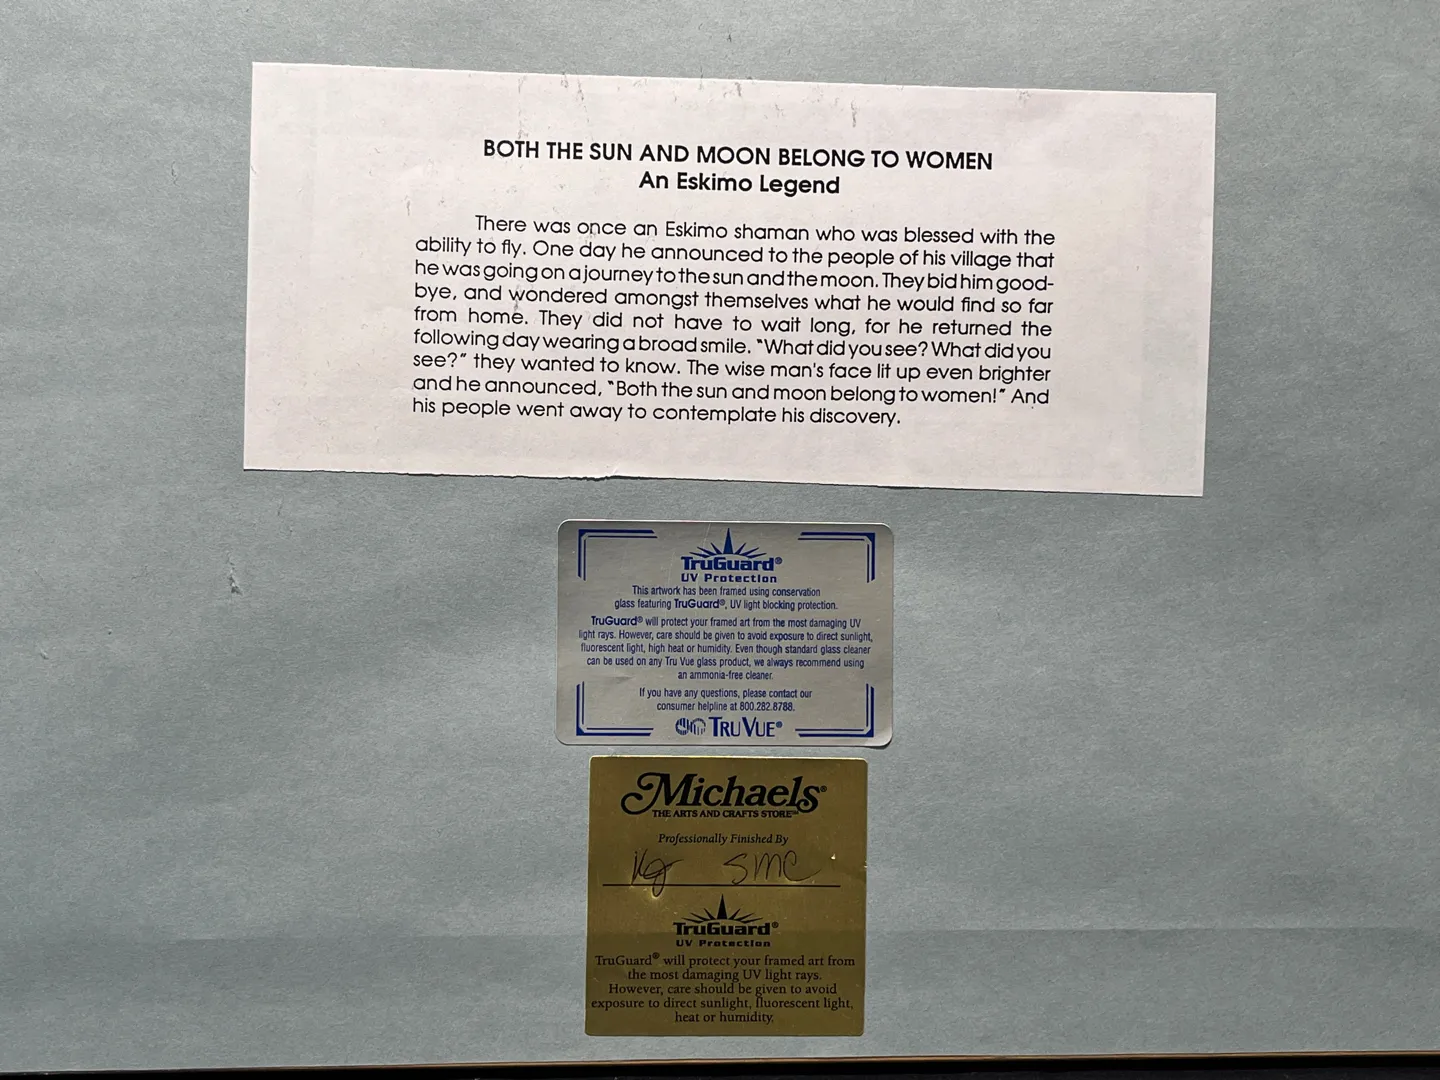 BOTH THE SUN AND MOON BELONG TO WOMEN
An Eskimo Legend
There was once an Eskimo shaman who was blessed with the
ability to fly. One day he announced to the people of his village that
he was going on a journey to the sun and the moon. They bid him good-
bye, and wondered amongst themselves what he would find so far
from home. They did not have to wait long, for he returned the
following day wearing a broad smile. "What did you see? What did you
see?" they wanted to know. The wise man's face lit up even brighter
and he announced, "Both the sun and moon belong to women!" And
his people went away to contemplate his discovery.
TruGuard®
UV Protection
This artwork has been framed using conservation
glass featuring TruGuard®, UV light blocking protection.
TruGuard® will protect your framed art from the most damaging UV
light rays. However, care should be given to avoid exposure to direct sunlight,
fluorescent light, high heat or humidity. Even though standard glass cleaner
can be used on any Tru Vue glass product, we always recommend using
an ammonia-free cleaner.
If you have any questions, please contact our
consumer helpline at 800.282.8788.
TRU VUE®
Michaels®
THE ARTS AND CRAFTS STORE℠
Professionally Finished By
SMC
TruGuard®
UV Protection
TruGuard® will protect your framed art from
the most damaging UV light rays.
However, care should be given to avoid
exposure to direct sunlight, fluorescent light,
heat or humidity.